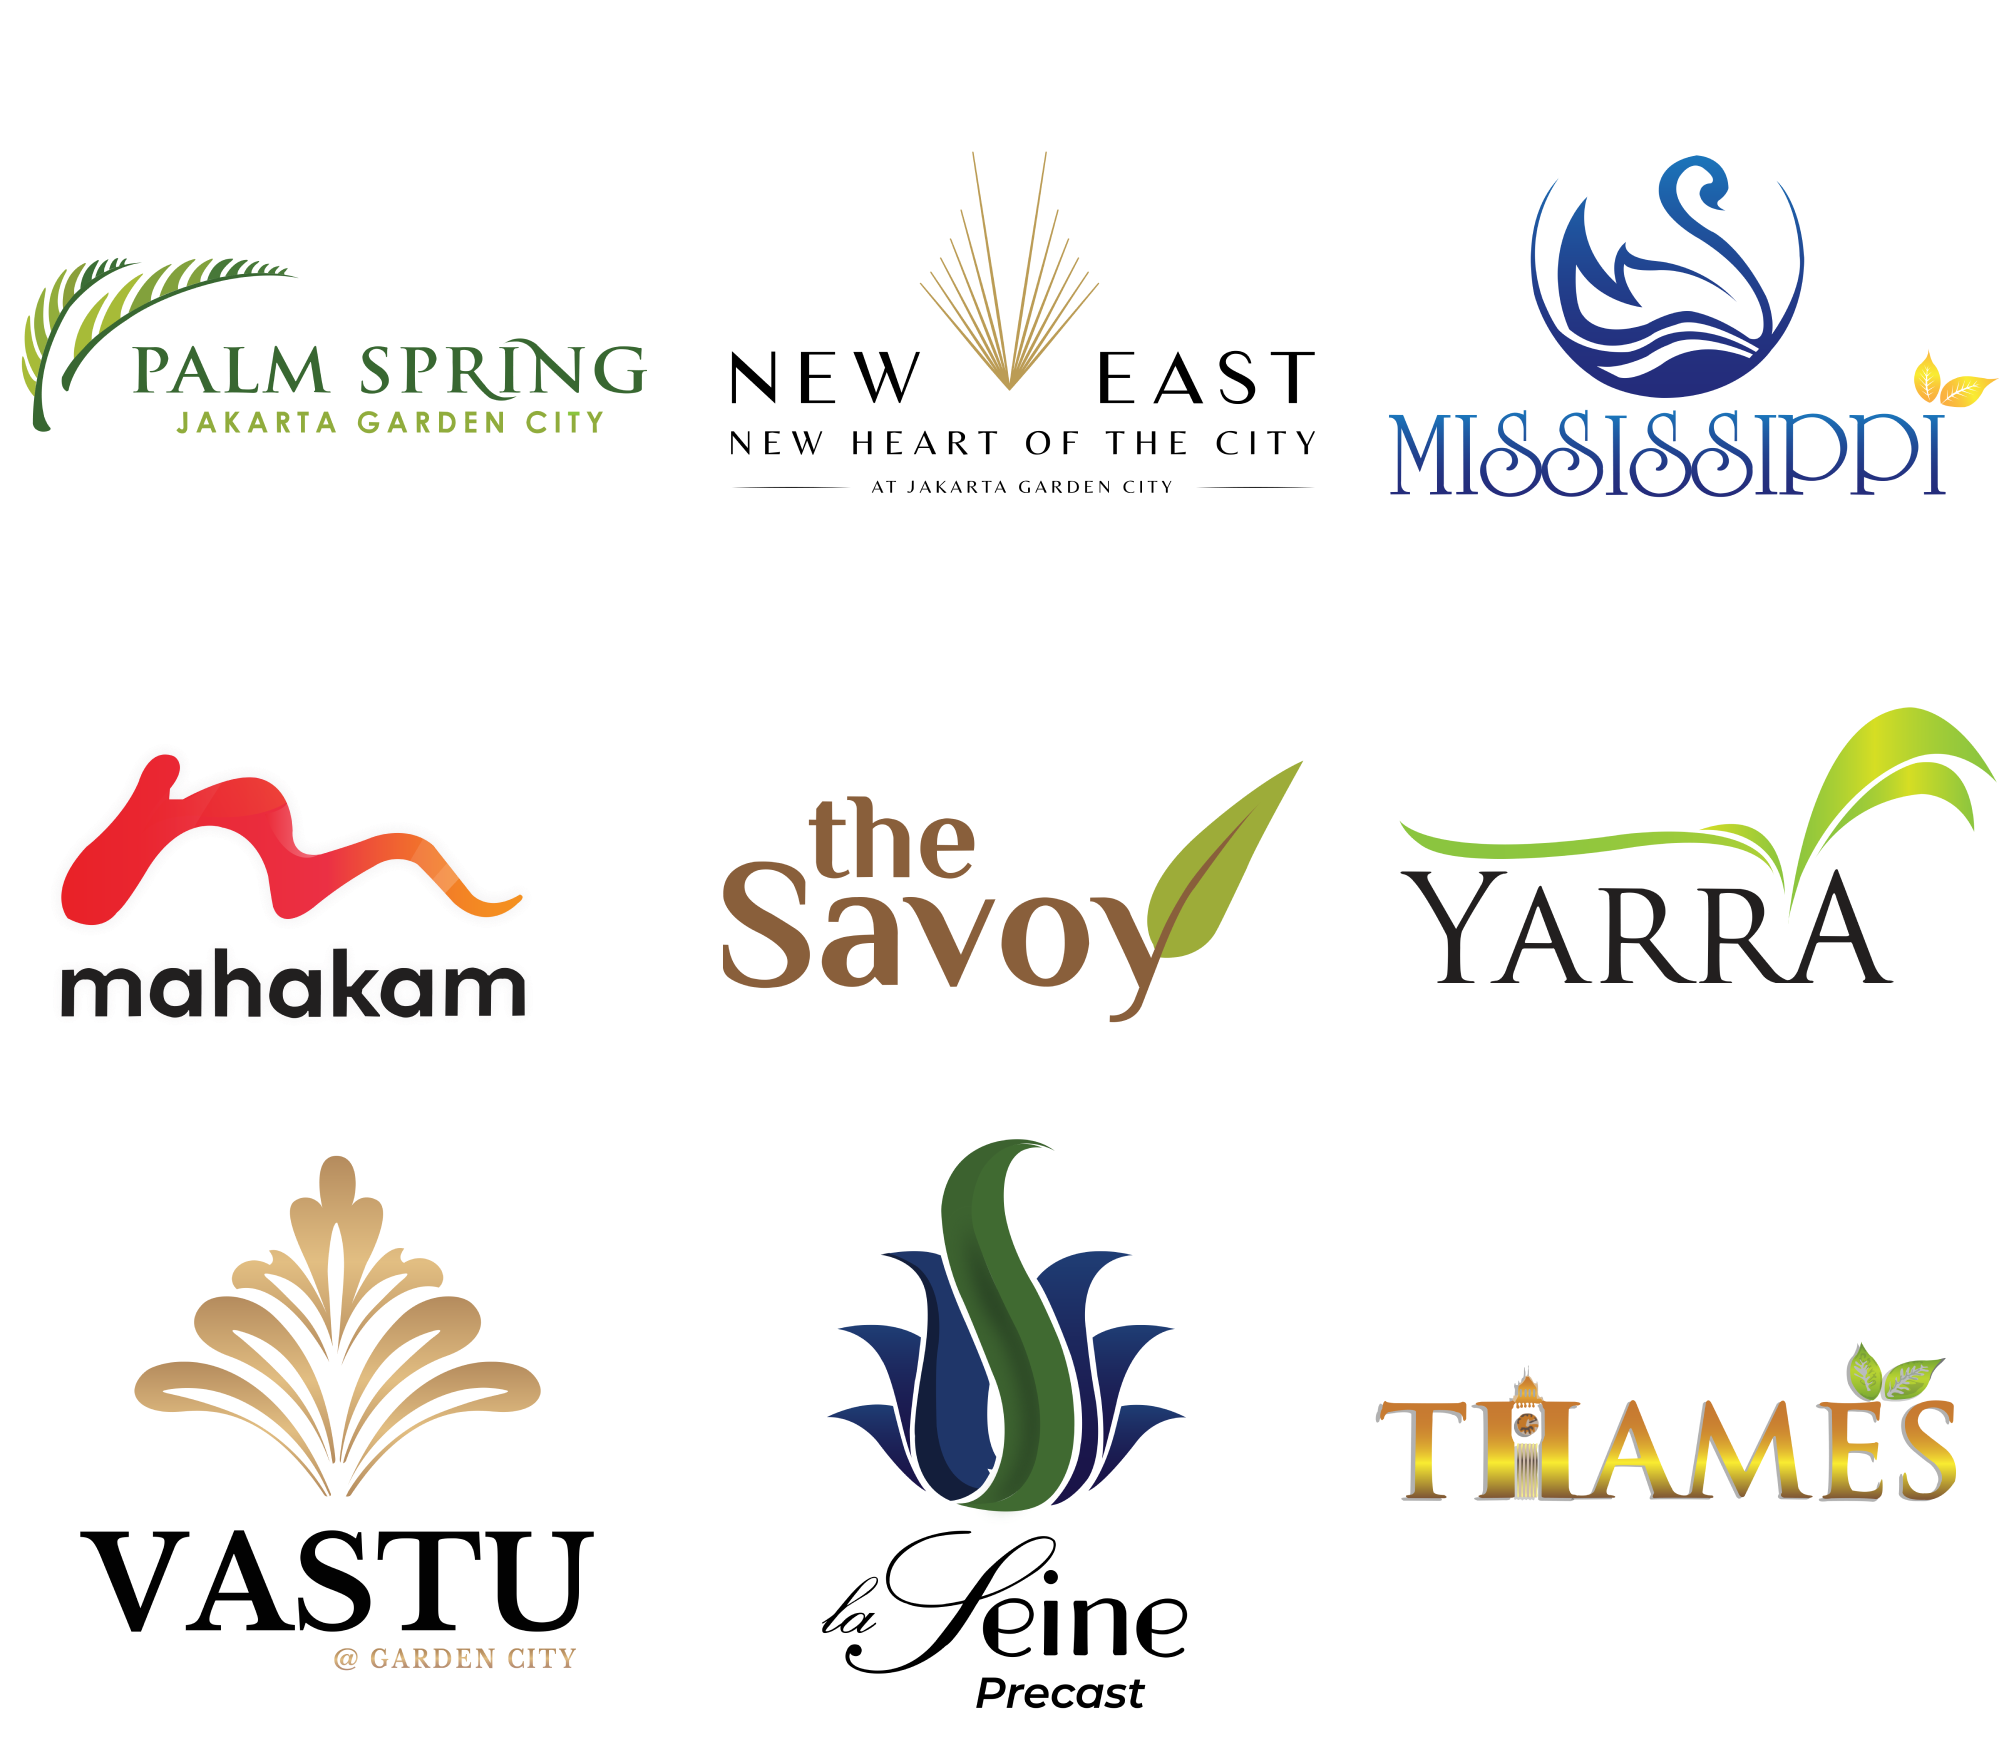 PALM SPRING
JAKARTA GARDEN CITY
NEW EAST
NEW HEART OF THE CITY
AT JAKARTA GARDEN CITY
MISSISSIPPI
mahakam
the
Savoy
YARRA
VASTU
@ GARDEN CITY
la Seine
Precast
THAMES